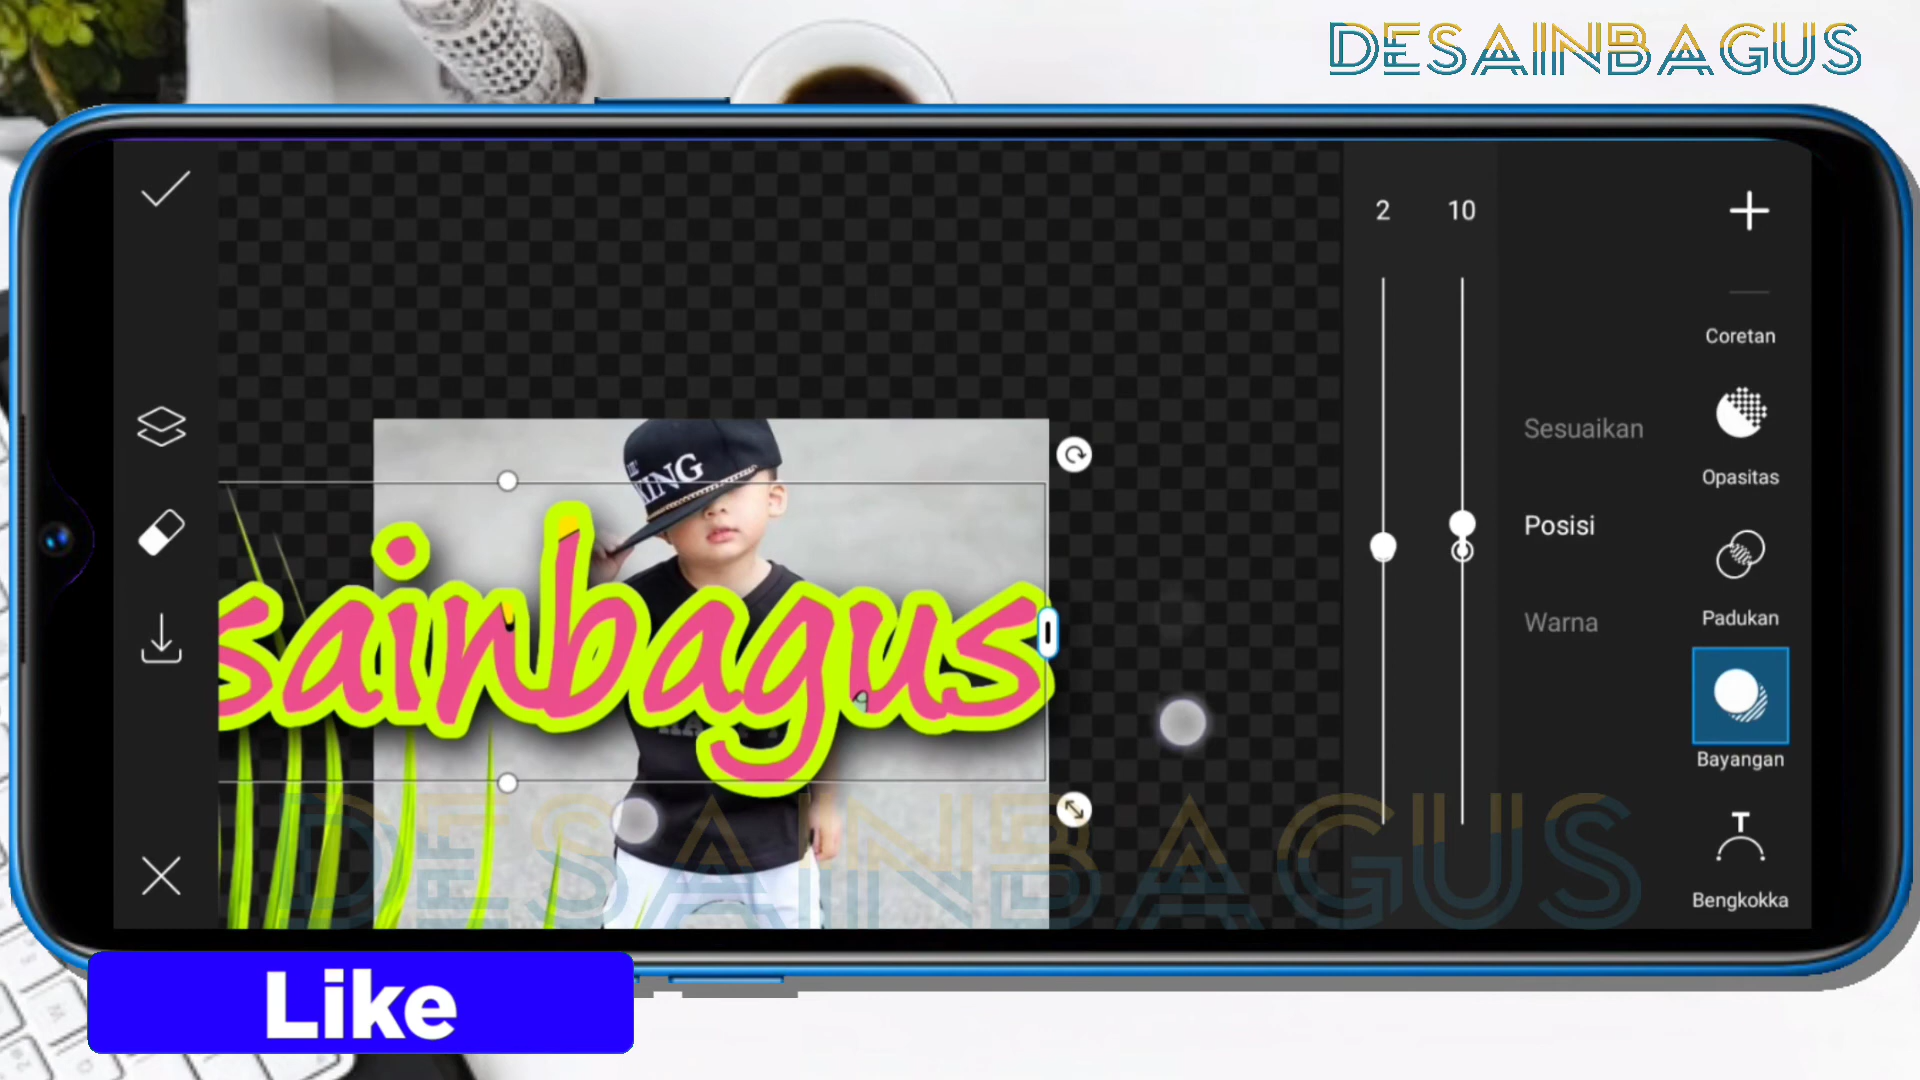 DESAINBAGUS
2 10
Coretan
Sesuaikan
Opasitas
KING
Posisi
sainbagus
Warna
Padukan
Bayangan
DESAINBAGUS
Bengkokka
Like